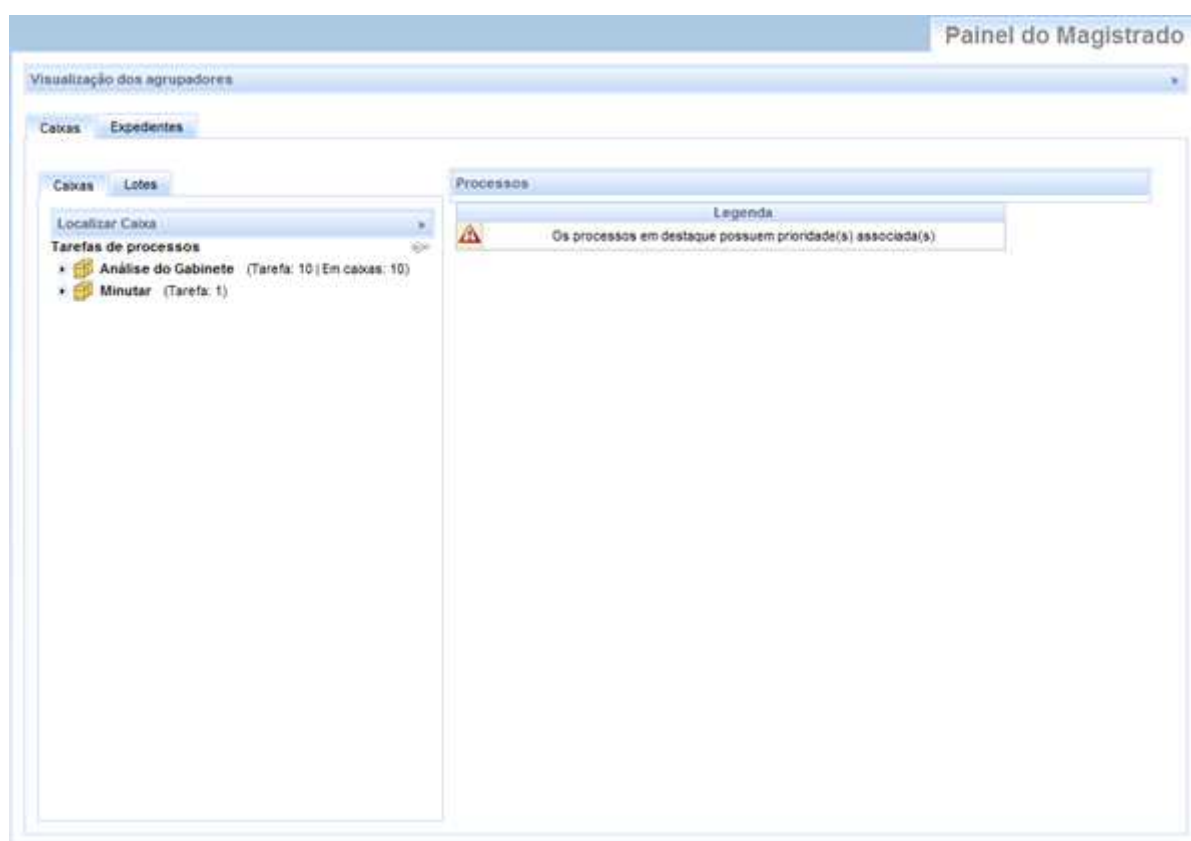 Painel do Magistrado
Visualização dos agrupadores
Caixas Expedientes
Caixas Lotes
Localizar Caixa
Tarefas de processos
Análise do Gabinete (Tarefa: 10 | Em caixas: 10)
Minutar (Tarefa: 1)
Processos
Legenda
Os processos em destaque possuem prioridade(s) associada(s)